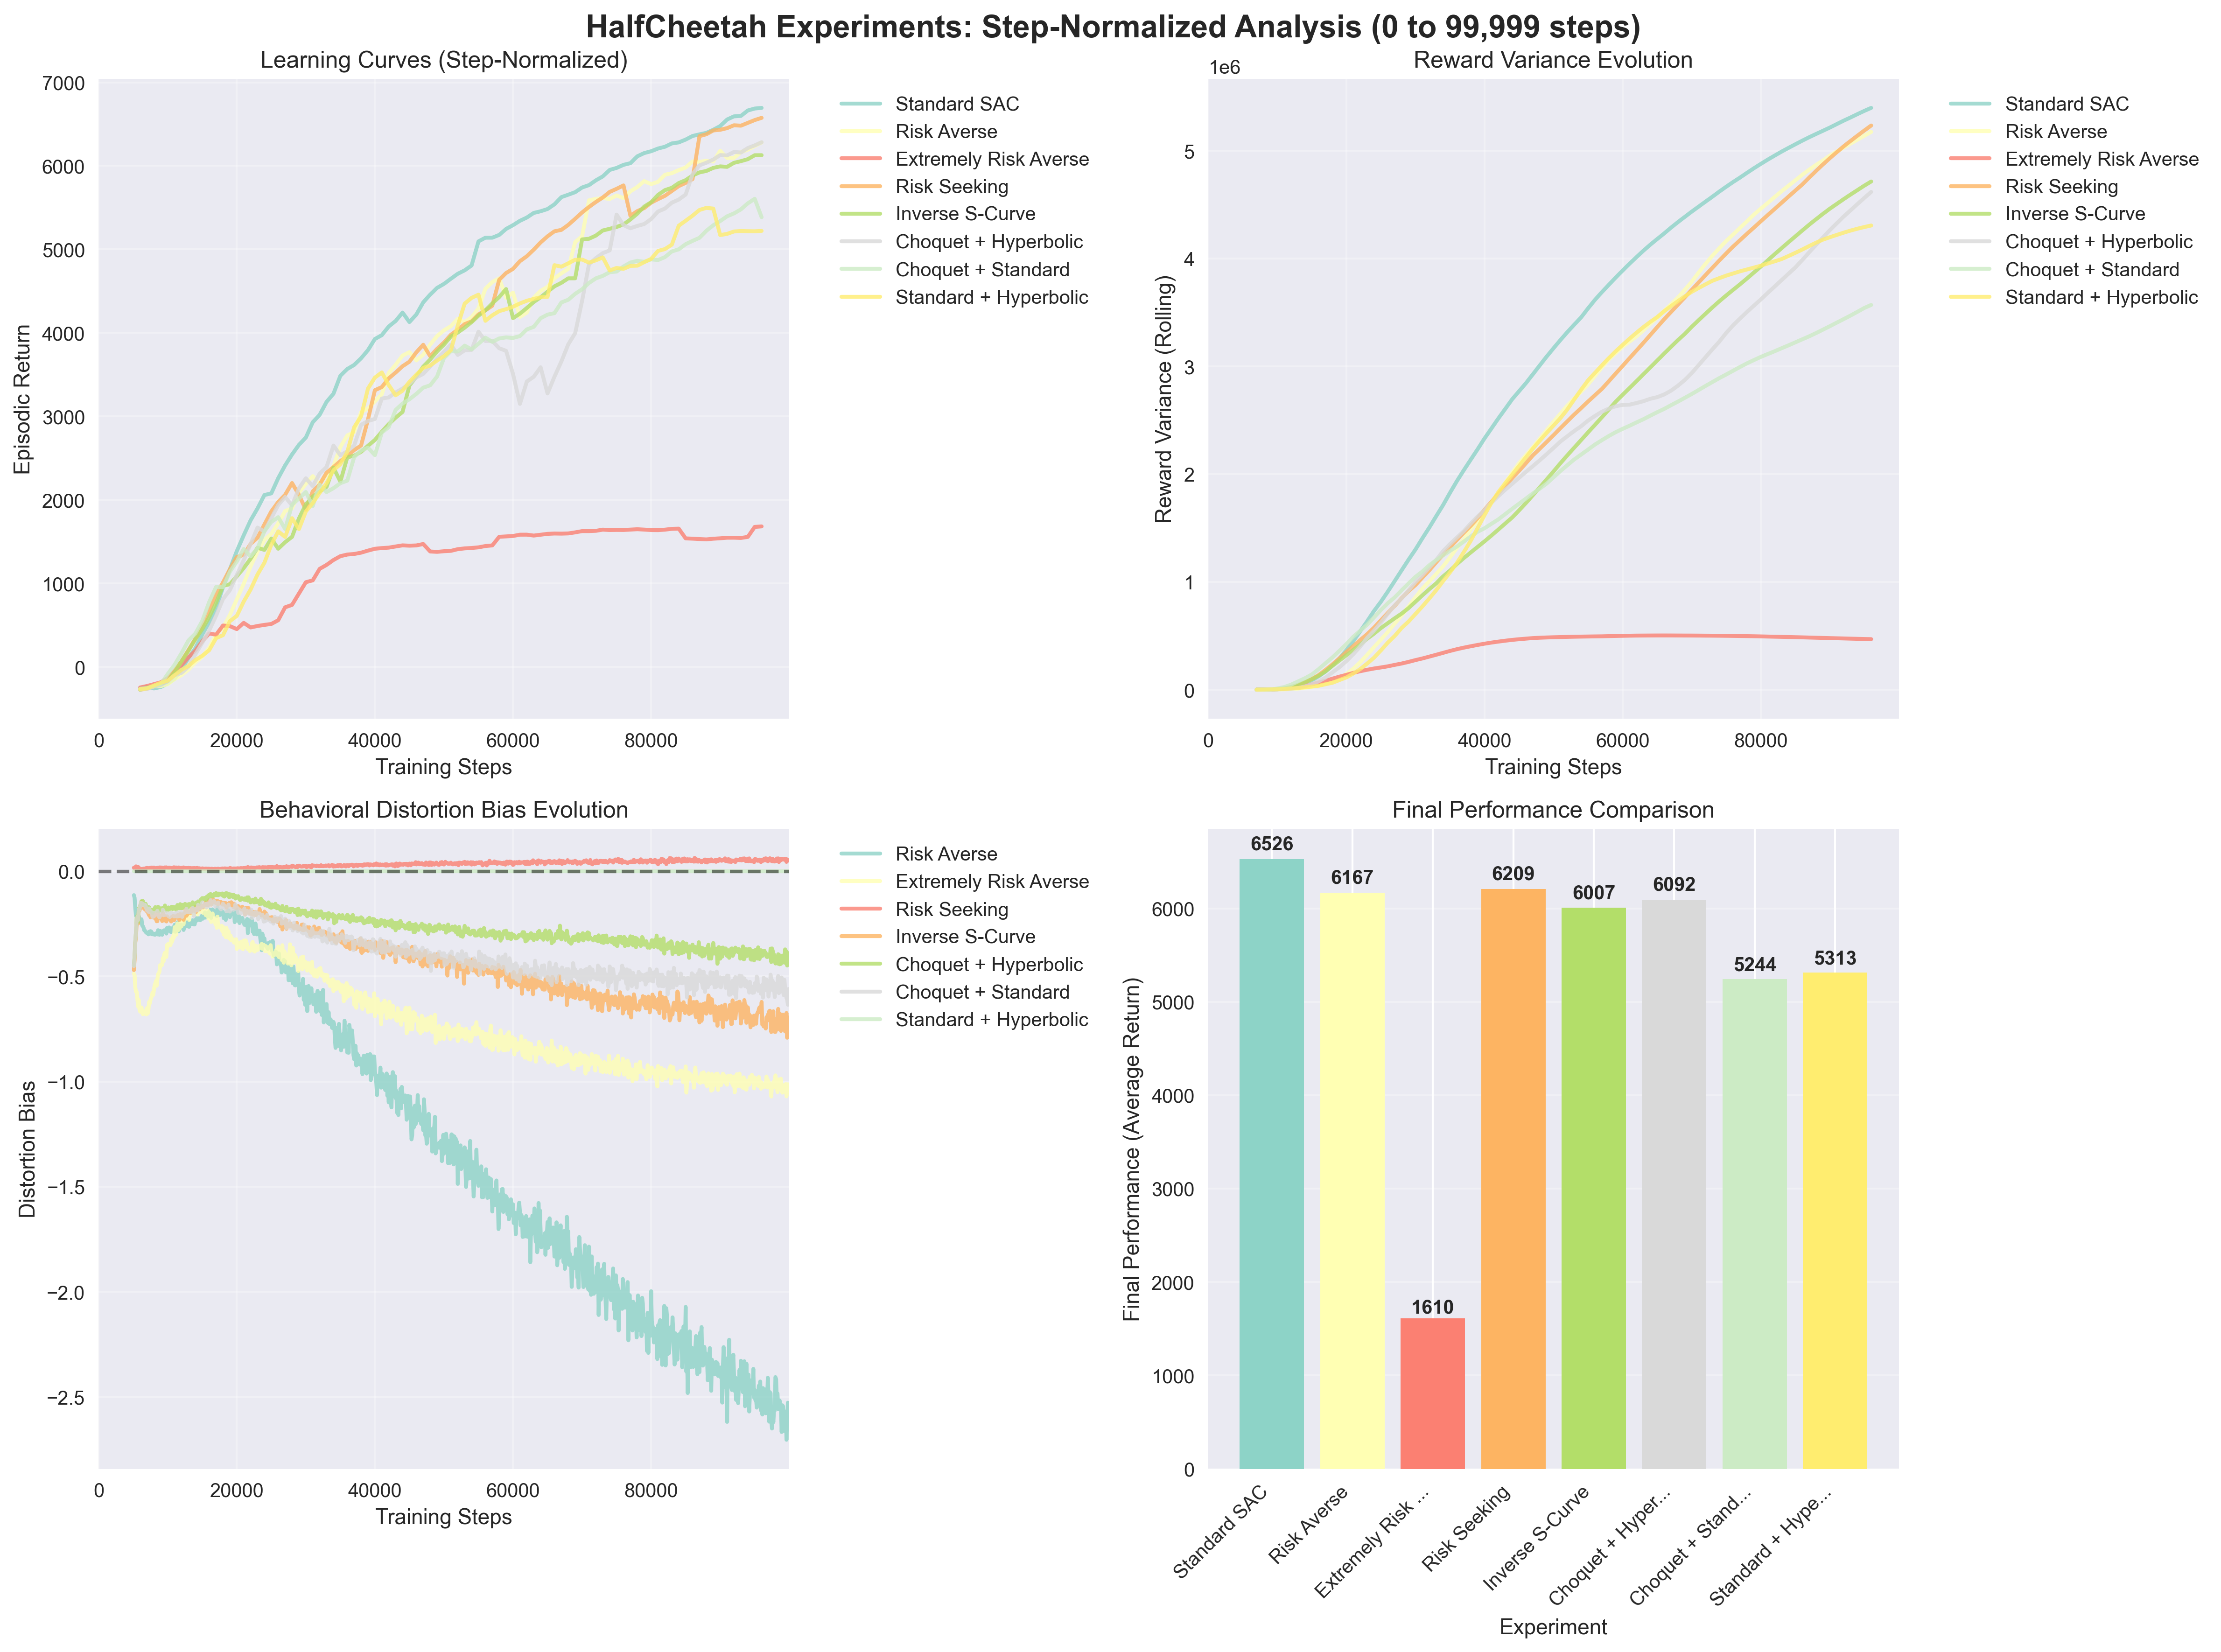 HalfCheetah Experiments: Step-Normalized Analysis (0 to 99,999 steps)
Learning Curves (Step-Normalized)
7000
6000
5000
4000
3000
2000
1000
0
Episodic Return
0
20000
40000
60000
80000
Training Steps
Standard SAC
Risk Averse
Extremely Risk Averse
Risk Seeking
Inverse S-Curve
Choquet + Hyperbolic
Choquet + Standard
Standard + Hyperbolic
Reward Variance Evolution
1e6
5
4
3
2
1
0
Reward Variance (Rolling)
0
20000
40000
60000
80000
Training Steps
Standard SAC
Risk Averse
Extremely Risk Averse
Risk Seeking
Inverse S-Curve
Choquet + Hyperbolic
Choquet + Standard
Standard + Hyperbolic
Behavioral Distortion Bias Evolution
0.0
−0.5
−1.0
−1.5
−2.0
−2.5
Distortion Bias
0
20000
40000
60000
80000
Training Steps
Risk Averse
Extremely Risk Averse
Risk Seeking
Inverse S-Curve
Choquet + Hyperbolic
Choquet + Standard
Standard + Hyperbolic
Final Performance Comparison
6000
5000
4000
3000
2000
1000
0
Final Performance (Average Return)
6526
6167
1610
6209
6007
6092
5244
5313
Standard SAC
Risk Averse
Extremely Risk ...
Risk Seeking
Inverse S-Curve
Choquet + Hyper...
Choquet + Stand...
Standard + Hype...
Experiment